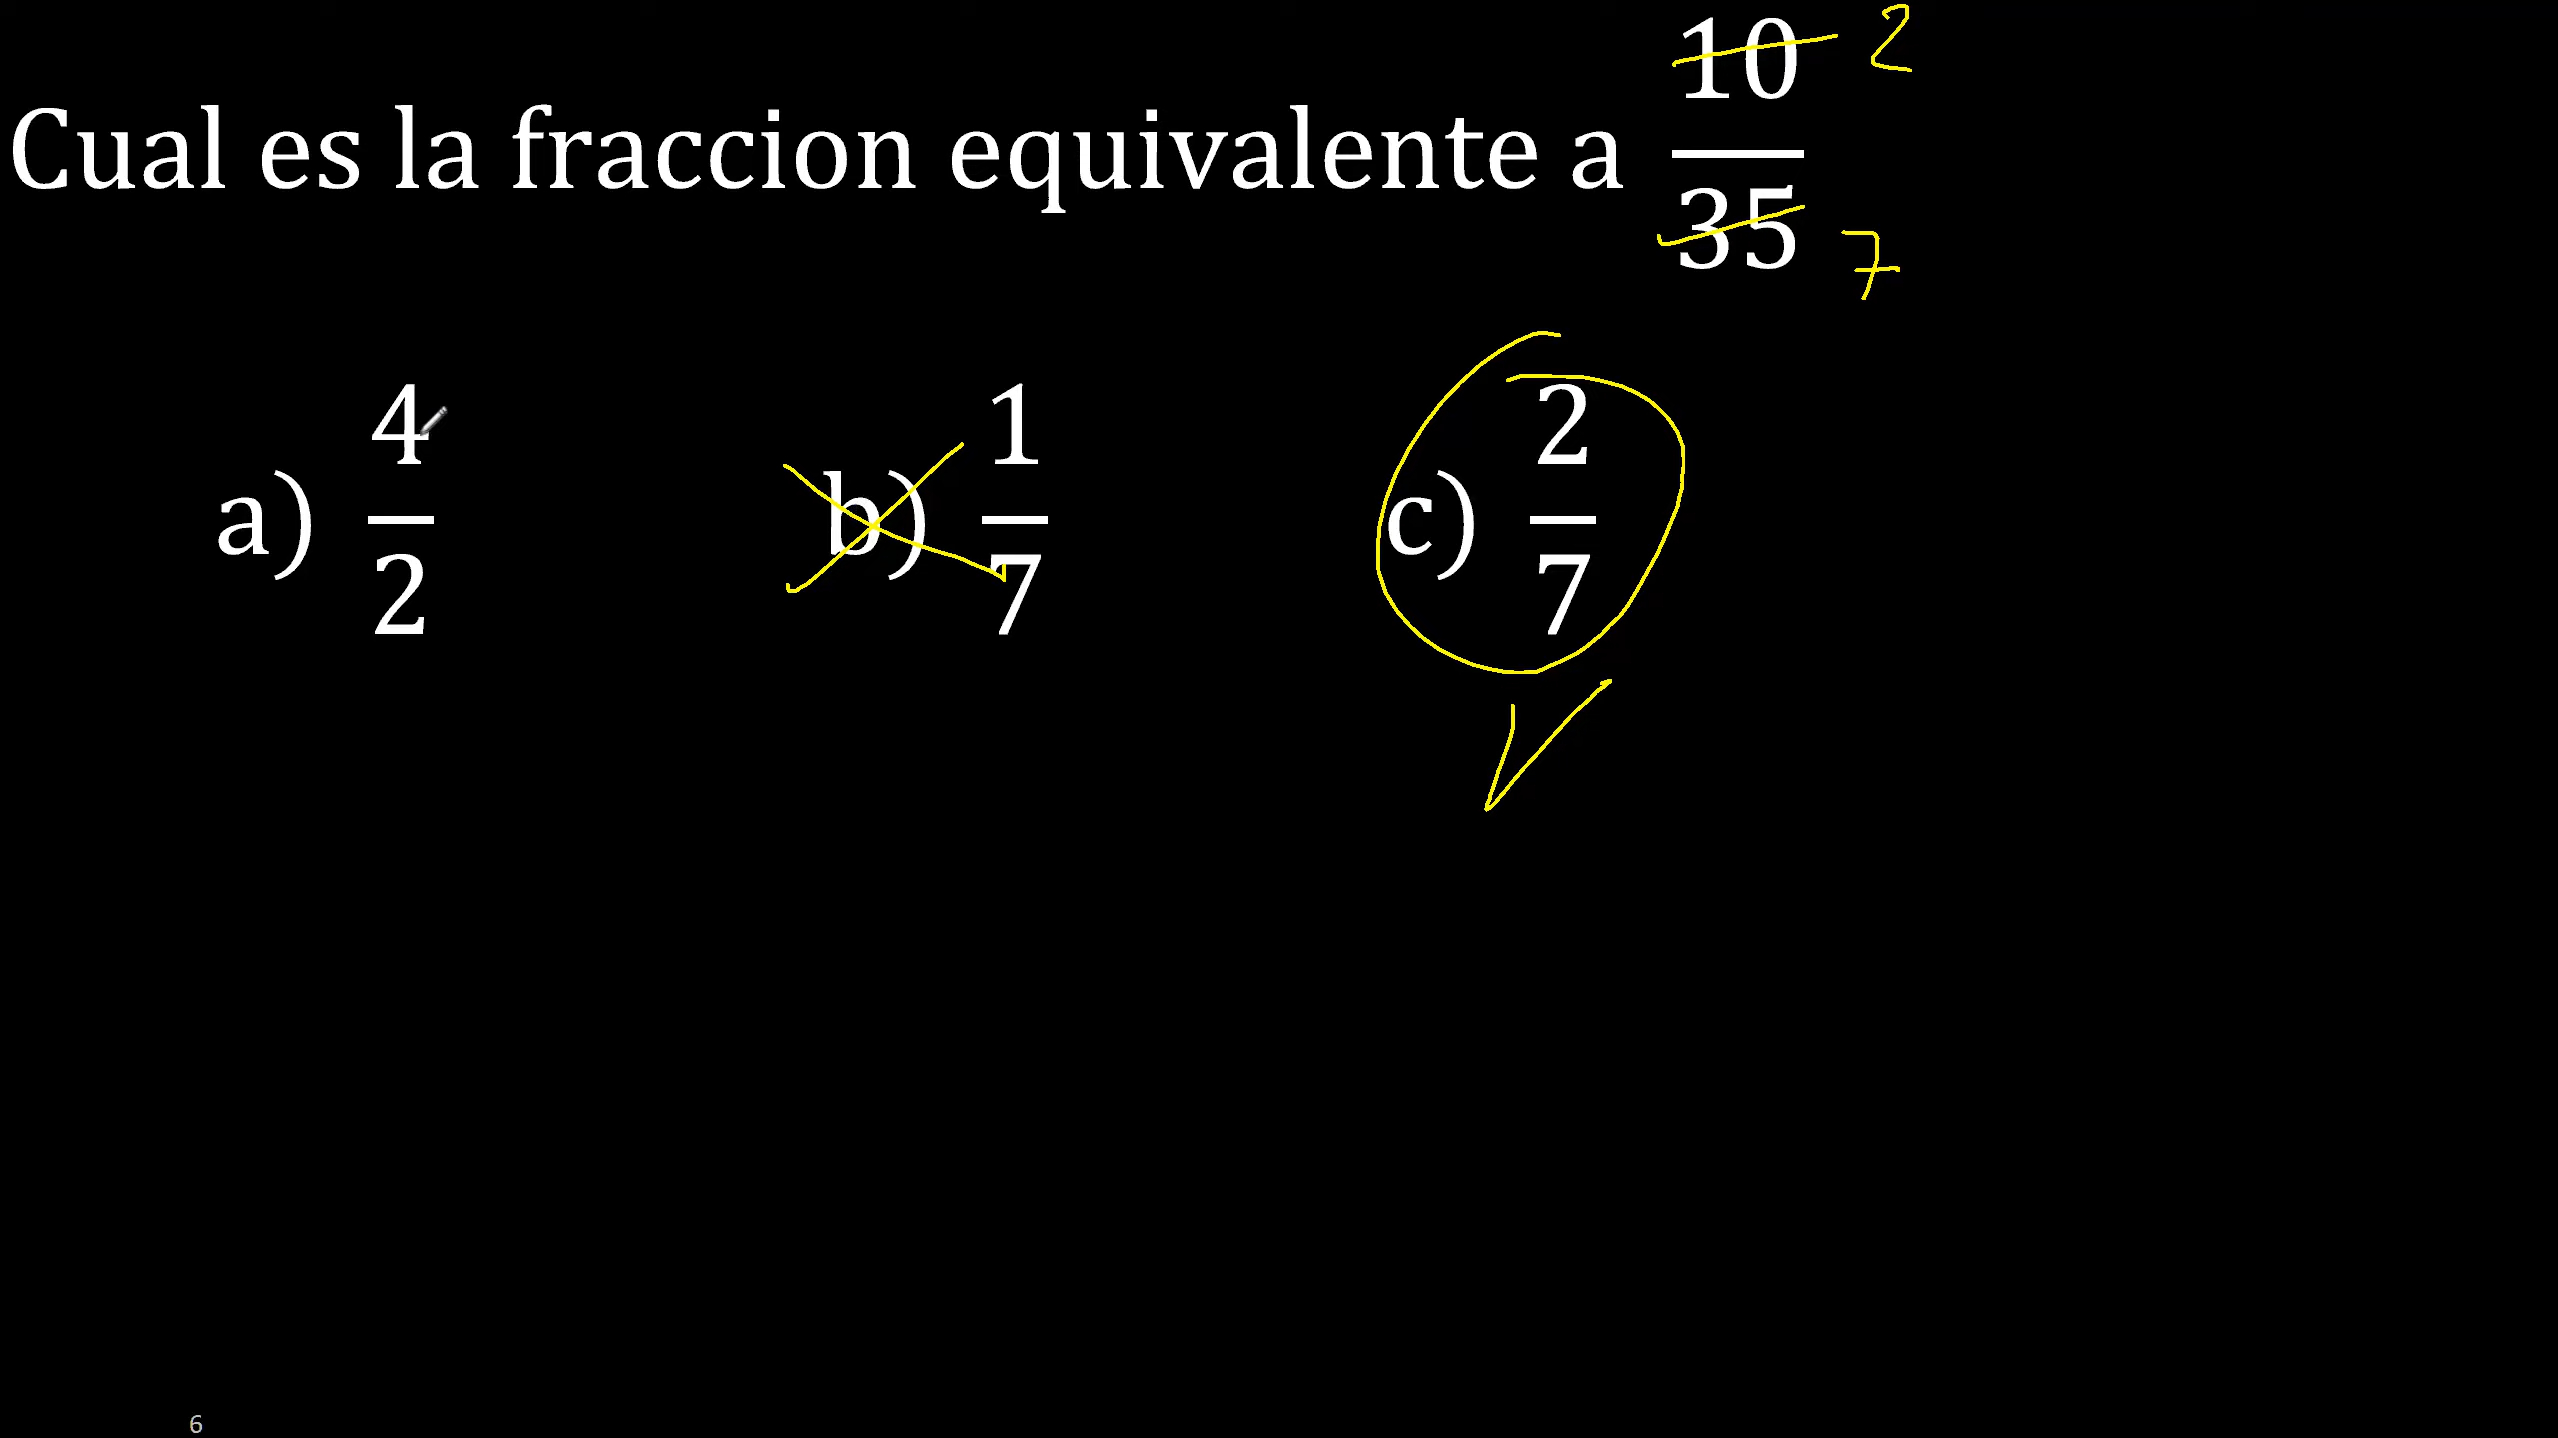 Cual es la fraccion equivalente a 10/35 2 7
a) 4/2 b) 1/7 c) 2/7
6